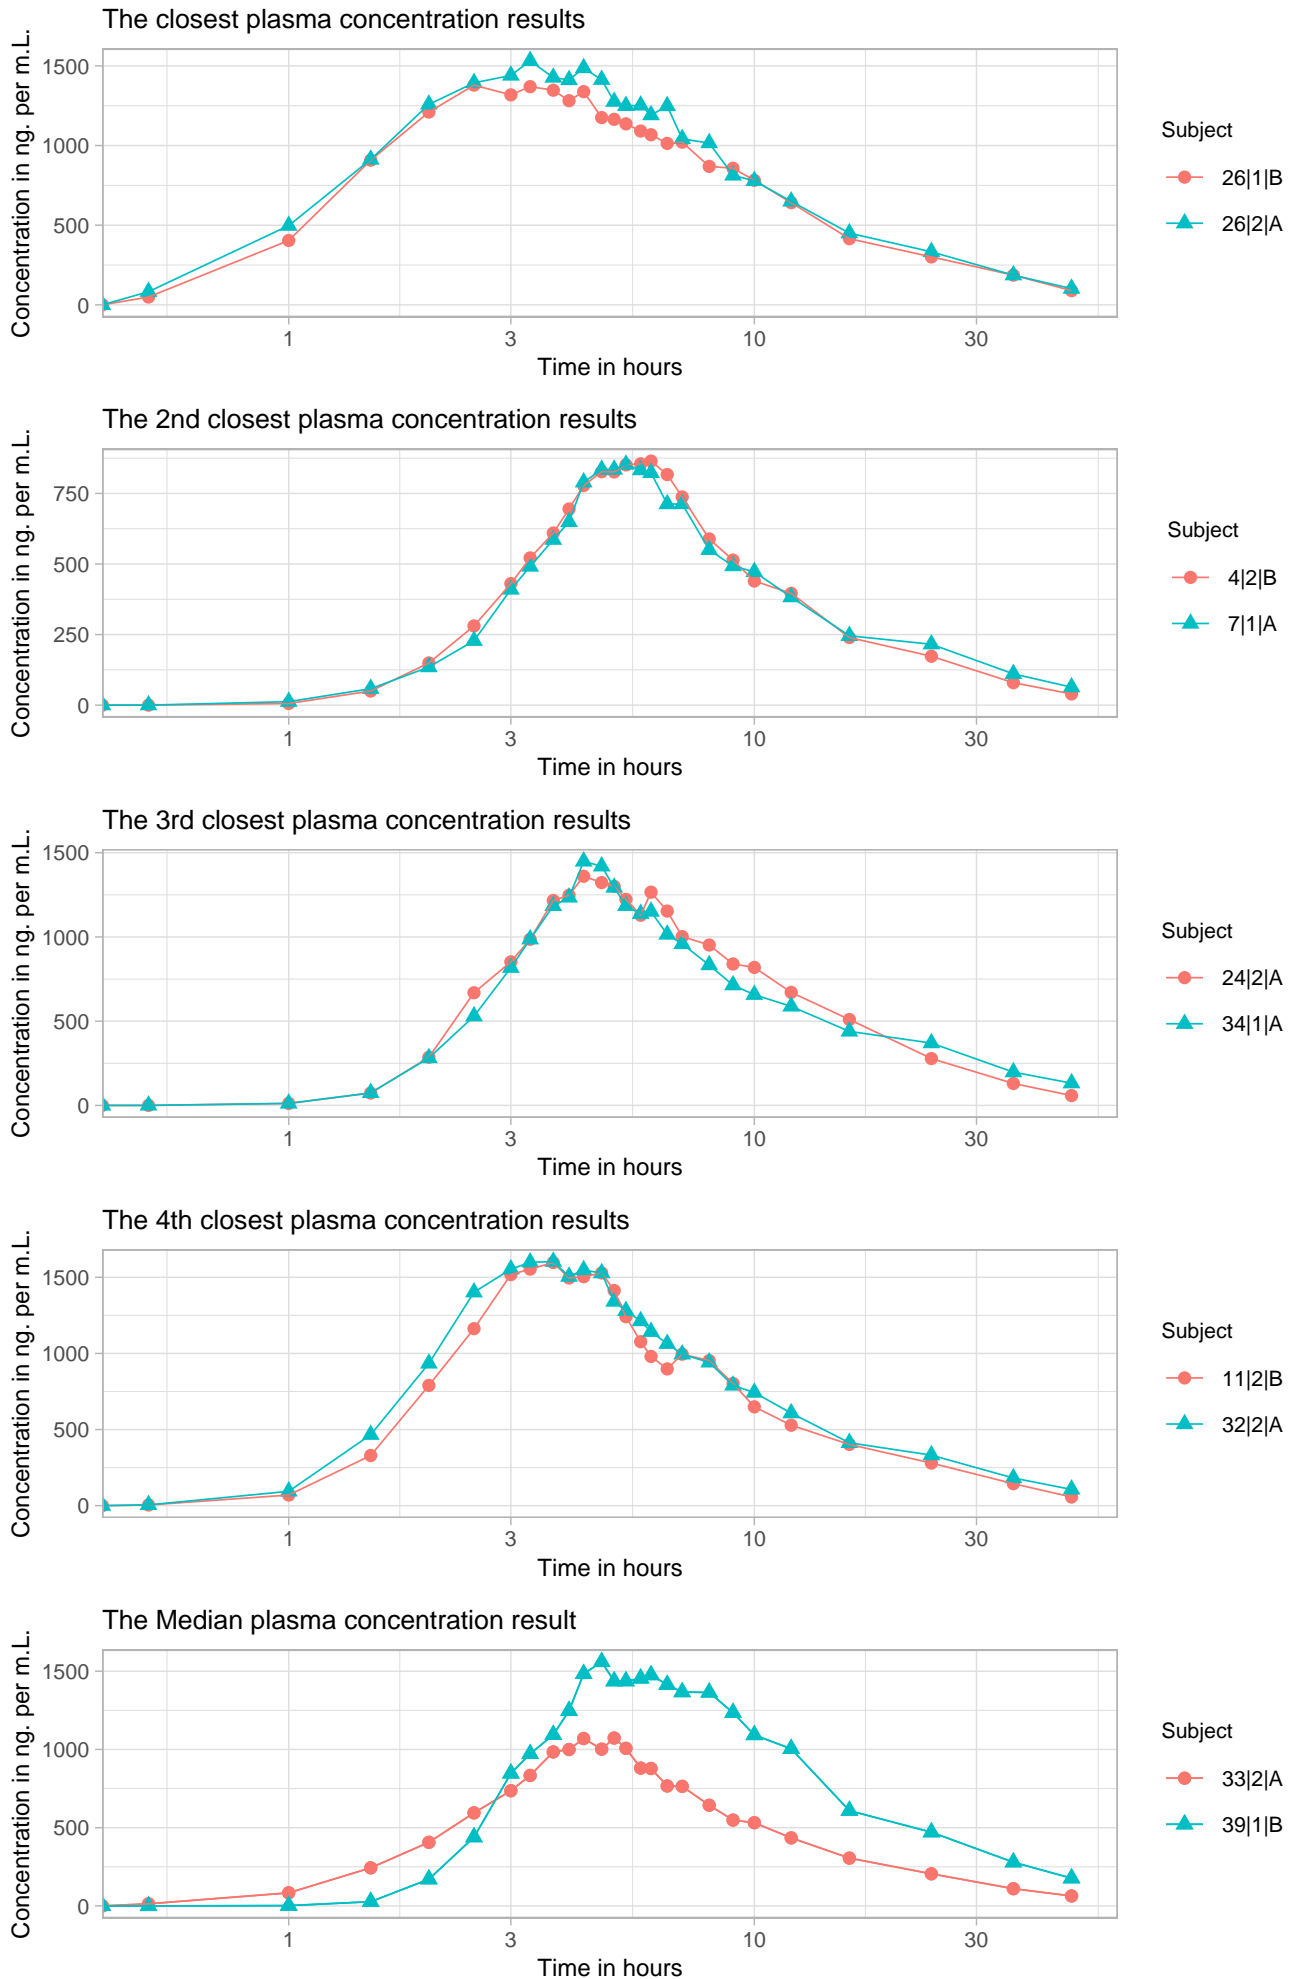 The closest plasma concentration results
Concentration in ng. per m.L.
1500
1000
500
0
1
3
10
30
Time in hours
Subject
26|1|B
26|2|A
The 2nd closest plasma concentration results
Concentration in ng. per m.L.
750
500
250
0
1
3
10
30
Time in hours
Subject
4|2|B
7|1|A
The 3rd closest plasma concentration results
Concentration in ng. per m.L.
1500
1000
500
0
1
3
10
30
Time in hours
Subject
24|2|A
34|1|A
The 4th closest plasma concentration results
Concentration in ng. per m.L.
1500
1000
500
0
1
3
10
30
Time in hours
Subject
11|2|B
32|2|A
The Median plasma concentration result
Concentration in ng. per m.L.
1500
1000
500
0
1
3
10
30
Time in hours
Subject
33|2|A
39|1|B